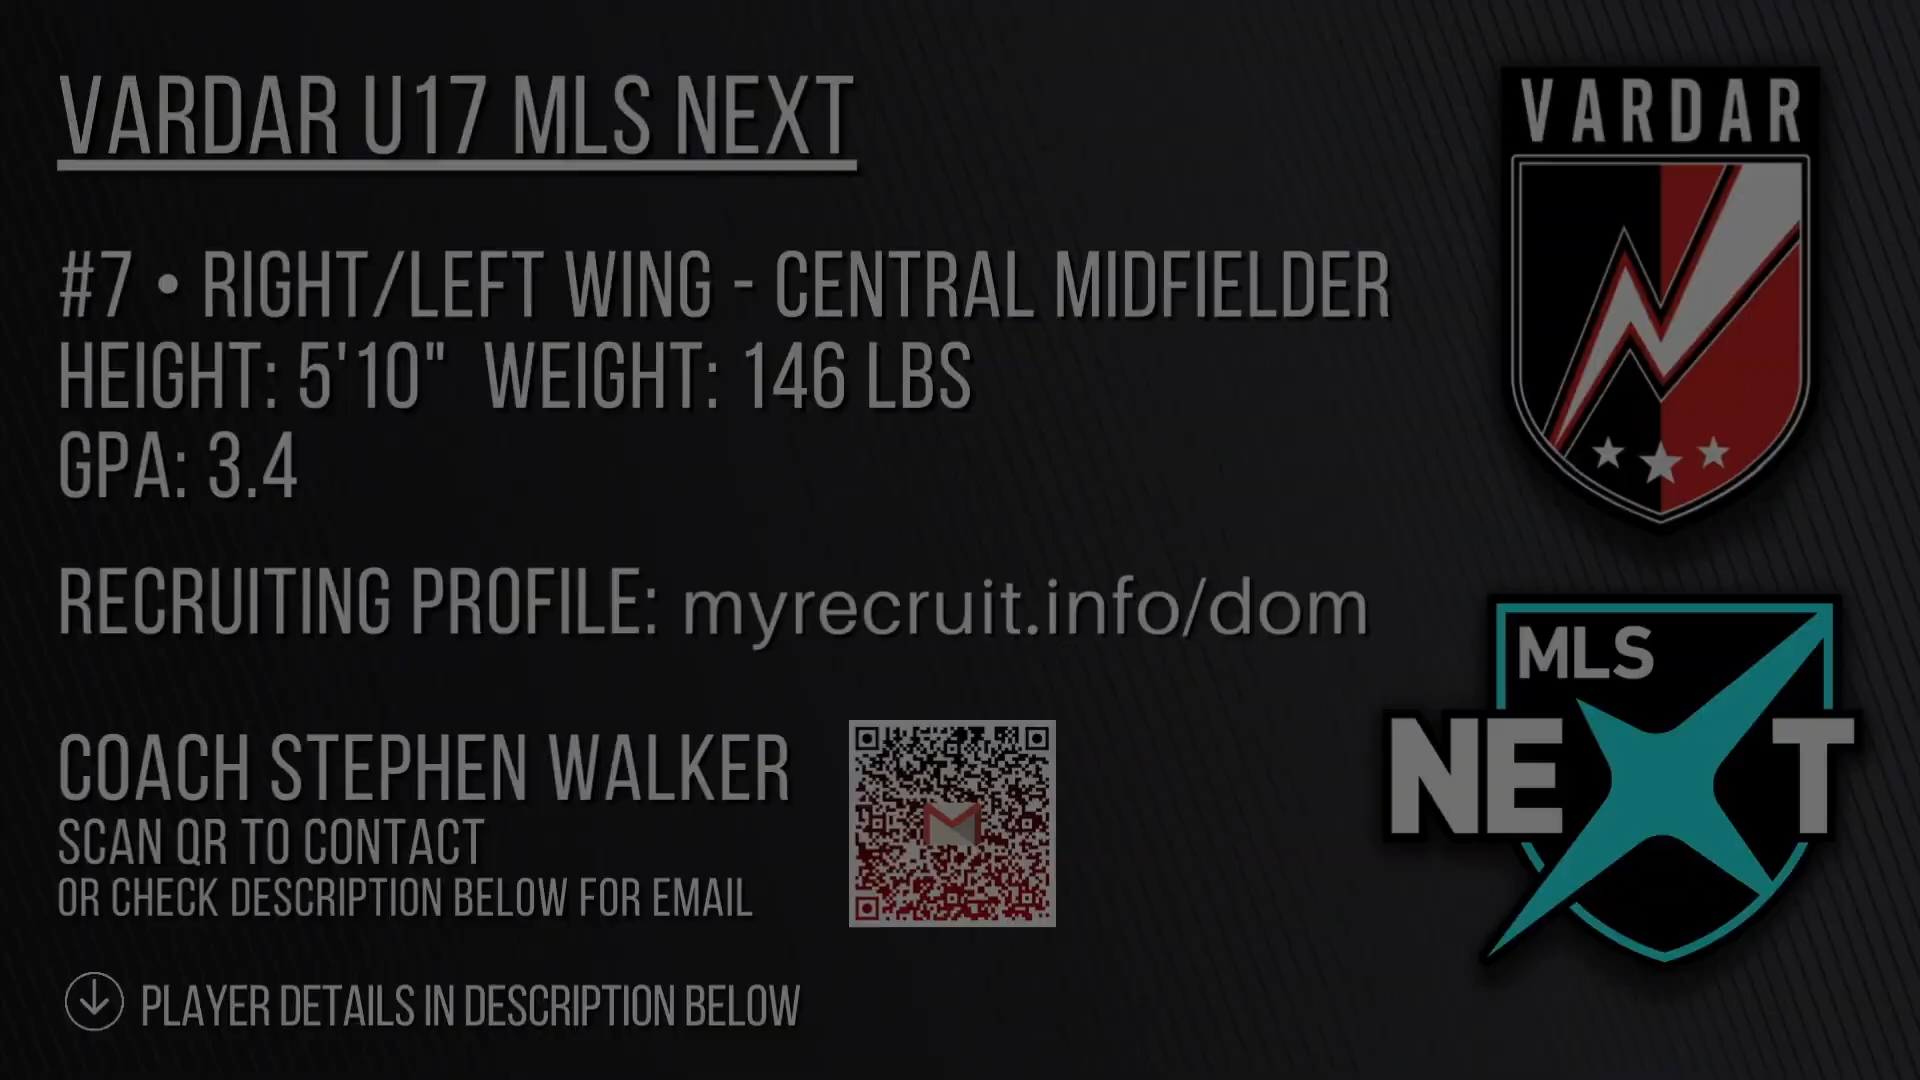 VARDAR U17 MLS NEXT
#7 • RIGHT/LEFT WING - CENTRAL MIDFIELDER
HEIGHT: 5'10" WEIGHT: 146 LBS
GPA: 3.4
RECRUITING PROFILE: myrecruit.info/dom
COACH STEPHEN WALKER
SCAN QR TO CONTACT
OR CHECK DESCRIPTION BELOW FOR EMAIL
PLAYER DETAILS IN DESCRIPTION BELOW
VARDAR
MLS
NEXT